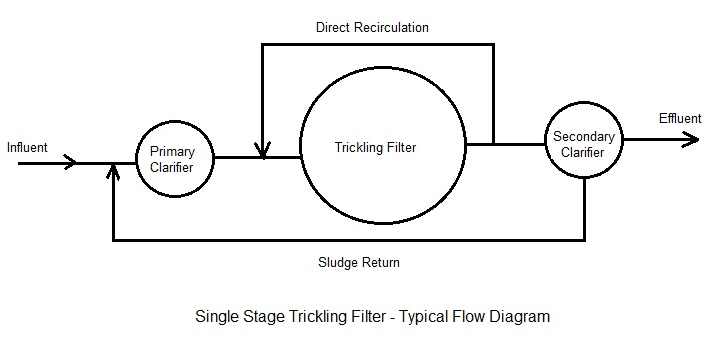 Direct Recirculation
Influent
Primary
Clarifier
Trickling Filter
Secondary
Clarifier
Effluent
Sludge Return
Single Stage Trickling Filter - Typical Flow Diagram